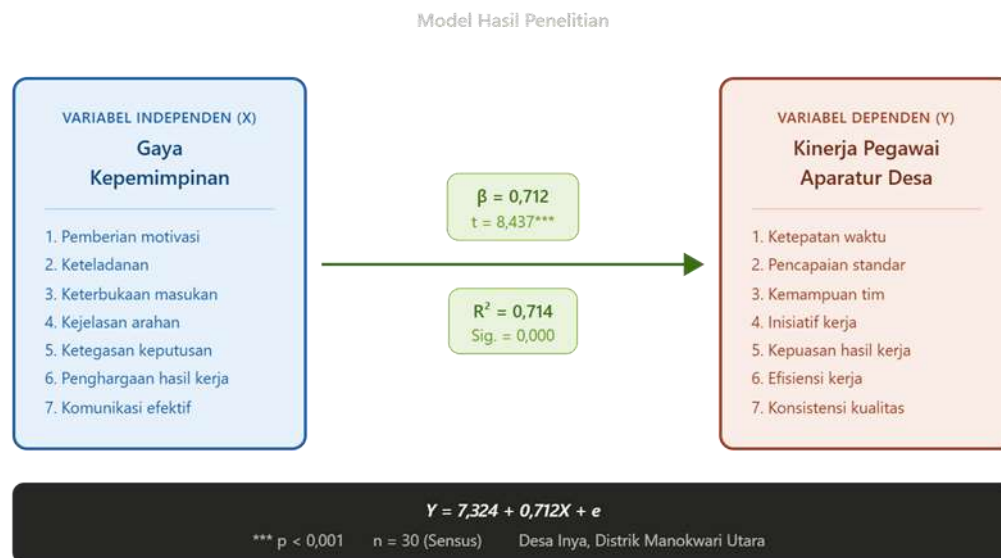 Model Hasil Penelitian
VARIABEL INDEPENDEN (X)
Gaya
Kepemimpinan
1. Pemberian motivasi
2. Keteladanan
3. Keterbukaan masukan
4. Kejelasan arahan
5. Ketegasan keputusan
6. Penghargaan hasil kerja
7. Komunikasi efektif
β = 0,712
t = 8,437***
R² = 0,714
Sig. = 0,000
VARIABEL DEPENDEN (Y)
Kinerja Pegawai
Aparatur Desa
1. Ketepatan waktu
2. Pencapaian standar
3. Kemampuan tim
4. Inisiatif kerja
5. Kepuasan hasil kerja
6. Efisiensi kerja
7. Konsistensi kualitas
Y = 7,324 + 0,712X + e
*** p < 0,001 n = 30 (Sensus) Desa Inya, Distrik Manokwari Utara